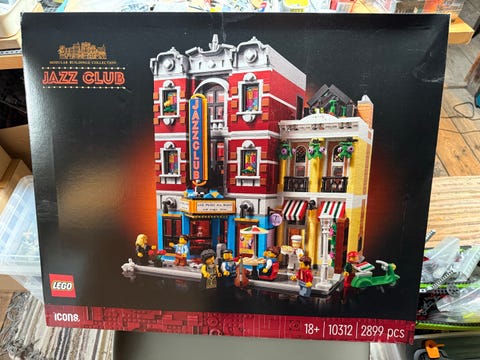 MODULAR BUILDINGS COLLECTION
JAZZ CLUB
JAZZ CLUB
LEGO
ICONS
18+ | 10312 | 2899 pcs